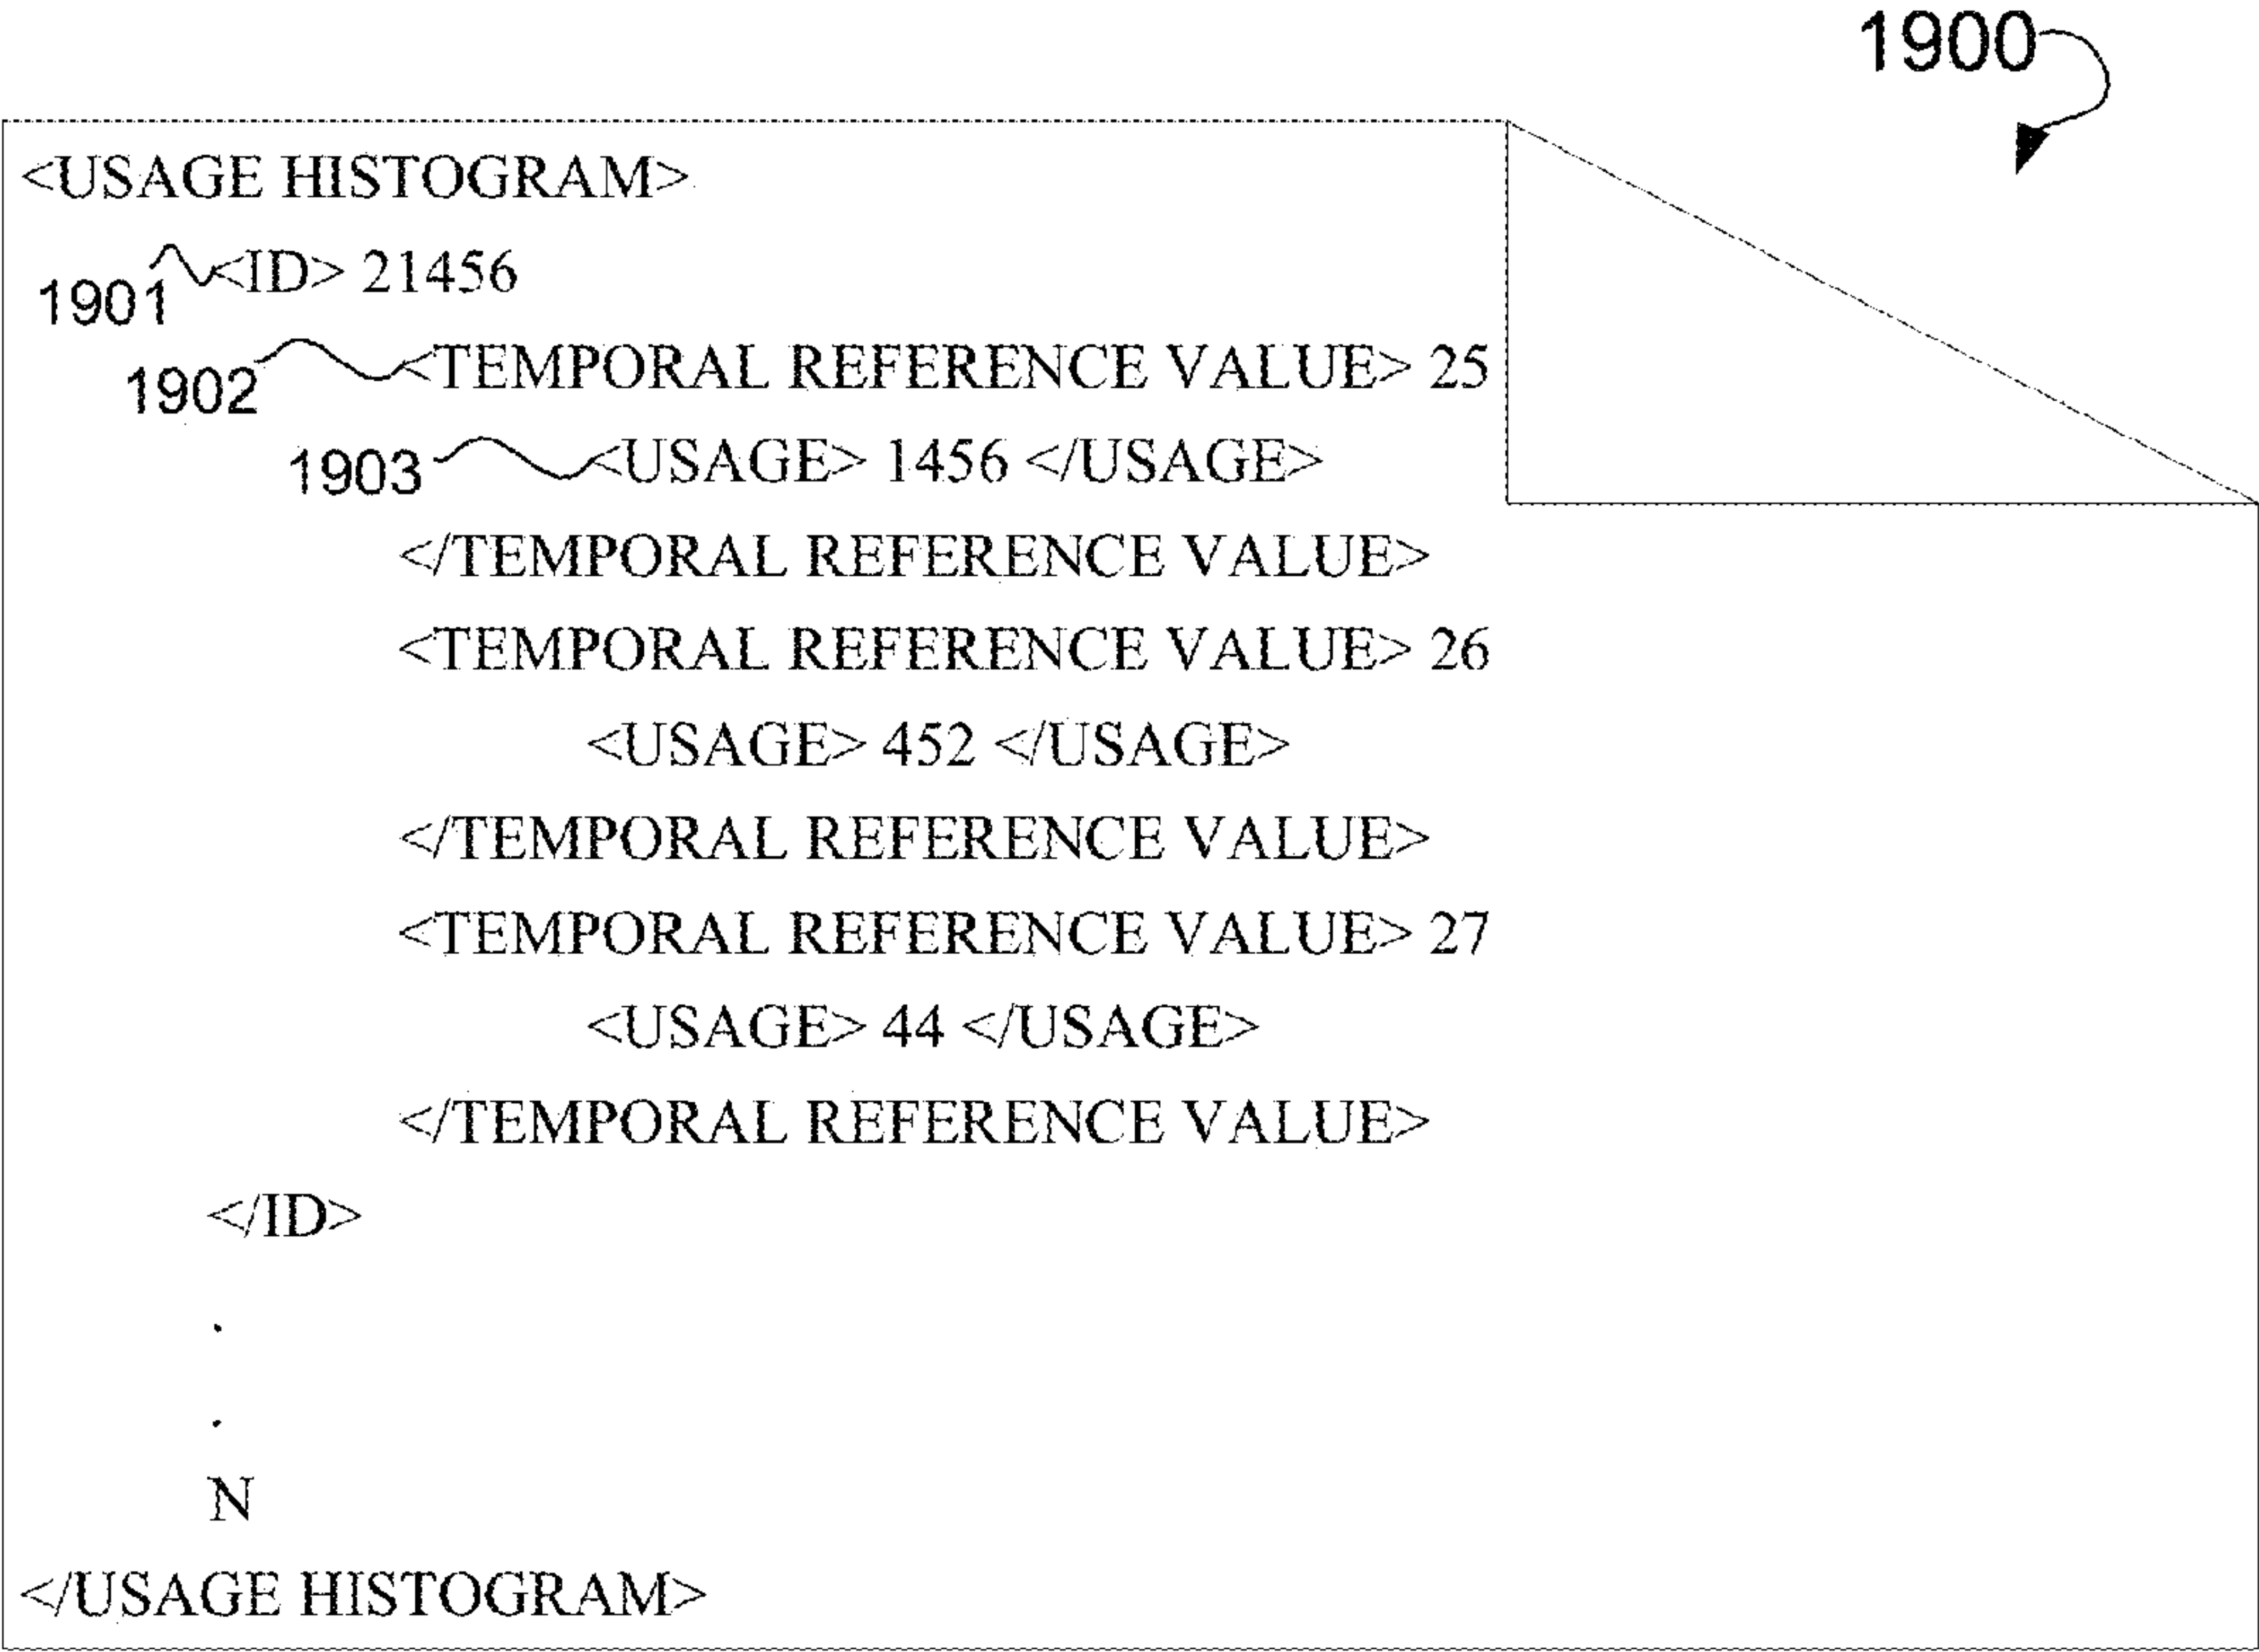 1900
<USAGE HISTOGRAM>
1901 <ID> 21456
1902 <TEMPORAL REFERENCE VALUE> 25
1903 <USAGE> 1456 </USAGE>
</TEMPORAL REFERENCE VALUE>
<TEMPORAL REFERENCE VALUE> 26
<USAGE> 452 </USAGE>
</TEMPORAL REFERENCE VALUE>
<TEMPORAL REFERENCE VALUE> 27
<USAGE> 44 </USAGE>
</TEMPORAL REFERENCE VALUE>
</ID>
.
.
N
</USAGE HISTOGRAM>